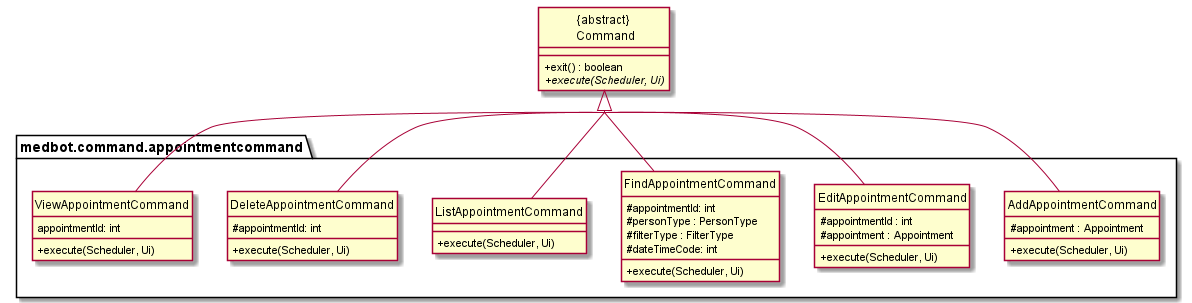 {abstract}
Command
+exit() : boolean
+execute(Scheduler, Ui)
medbot.command.appointmentcommand
ViewAppointmentCommand
appointmentId: int
+execute(Scheduler, Ui)
DeleteAppointmentCommand
#appointmentId: int
+execute(Scheduler, Ui)
ListAppointmentCommand
+execute(Scheduler, Ui)
FindAppointmentCommand
#appointmentId: int
#personType : PersonType
#filterType : FilterType
#dateTimeCode: int
+execute(Scheduler, Ui)
EditAppointmentCommand
#appointmentId : int
#appointment : Appointment
+execute(Scheduler, Ui)
AddAppointmentCommand
#appointment : Appointment
+execute(Scheduler, Ui)